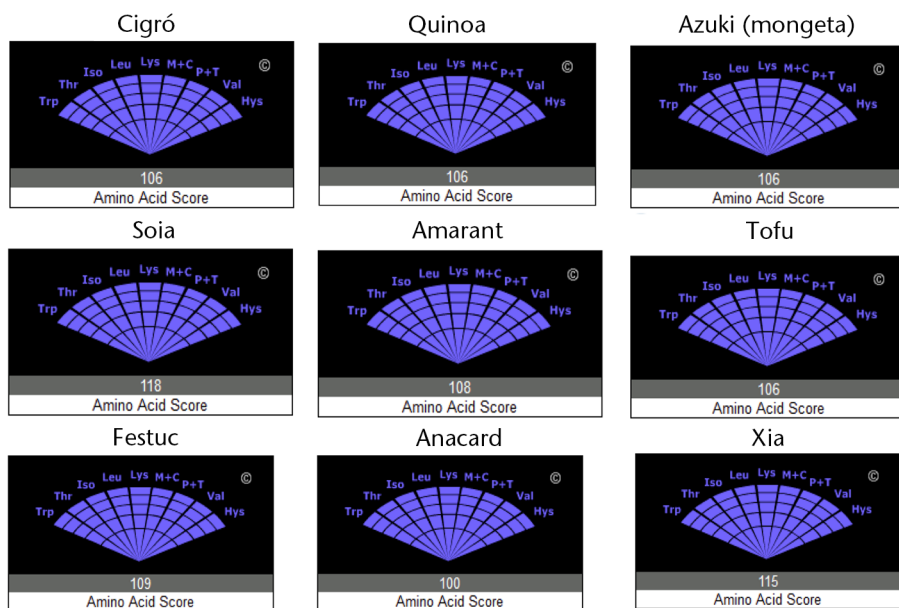 Cigró
Trp Thr Iso Leu Lys M+C P+T Val Hys ©
106
Amino Acid Score
Quinoa
Trp Thr Iso Leu Lys M+C P+T Val Hys ©
106
Amino Acid Score
Azuki (mongeta)
Trp Thr Iso Leu Lys M+C P+T Val Hys ©
106
Amino Acid Score
Soia
Trp Thr Iso Leu Lys M+C P+T Val Hys ©
118
Amino Acid Score
Amarant
Trp Thr Iso Leu Lys M+C P+T Val Hys ©
108
Amino Acid Score
Tofu
Trp Thr Iso Leu Lys M+C P+T Val Hys ©
106
Amino Acid Score
Festuc
Trp Thr Iso Leu Lys M+C P+T Val Hys ©
109
Amino Acid Score
Anacard
Trp Thr Iso Leu Lys M+C P+T Val Hys ©
100
Amino Acid Score
Xia
Trp Thr Iso Leu Lys M+C P+T Val Hys ©
115
Amino Acid Score